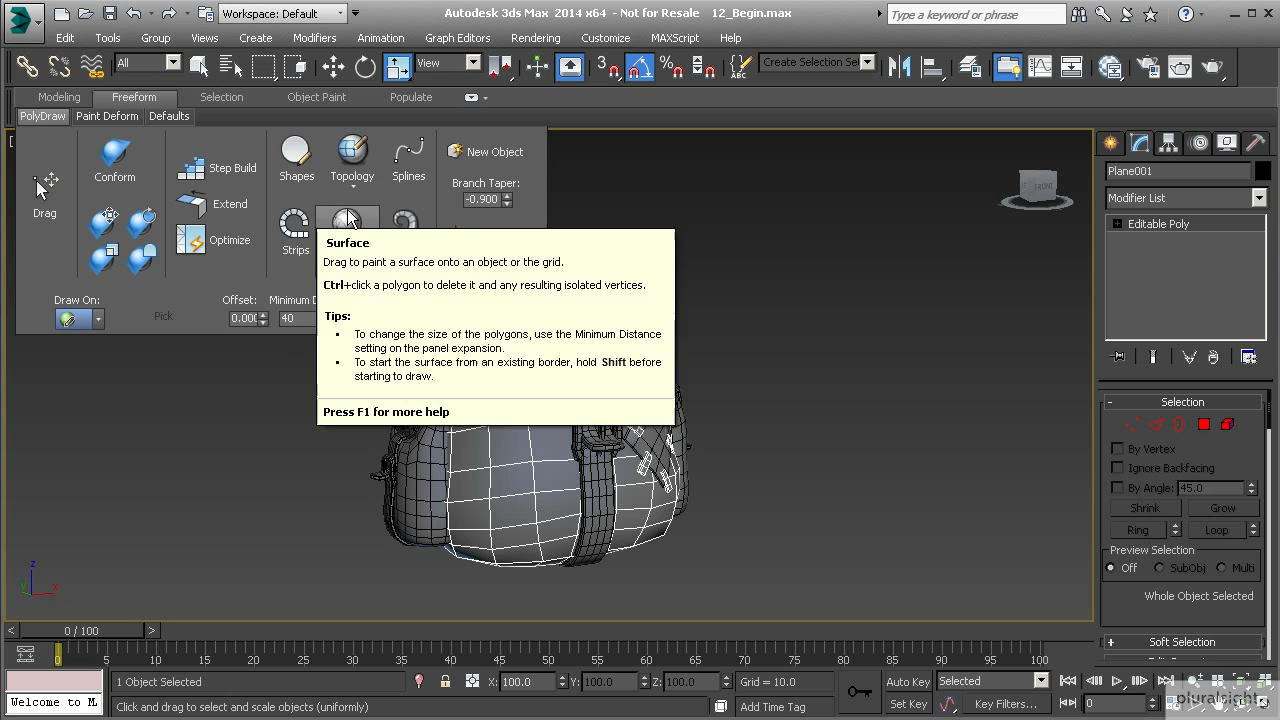 Workspace: Default
Autodesk 3ds Max 2014 x64 - Not for Resale 12_Begin.max
Type a keyword or phrase
Edit Tools Group Views Create Modifiers Animation Graph Editors Rendering Customize MAXScript Help
All
View
3
Create Selection Se
Modeling Freeform Selection Object Paint Populate
PolyDraw Paint Deform Defaults
Drag
Conform
Step Build
Extend
Optimize
Shapes
Topology
Splines
New Object
Branch Taper:
-0.900
Strips
Draw On:
Pick
Offset:
0.000
Minimum D
40
Surface
Drag to paint a surface onto an object or the grid.
Ctrl+click a polygon to delete it and any resulting isolated vertices.
Tips:
To change the size of the polygons, use the Minimum Distance
setting on the panel expansion.
To start the surface from an existing border, hold Shift before
starting to draw.
Press F1 for more help
FRONT
Plane001
Modifier List
Editable Poly
Selection
By Vertex
Ignore Backfacing
By Angle: 45.0
Shrink Grow
Ring Loop
Preview Selection
Off SubObj Multi
Whole Object Selected
Soft Selection
z
y x
0 / 100
0 5 10 15 20 25 30 35 40 45 50 55 60 65 70 75 80 85 90 95 100
1 Object Selected
X: 100.0 Y: 100.0 Z: 100.0
Grid = 10.0
Auto Key
Selected
Welcome to M
Click and drag to select and scale objects (uniformly)
Add Time Tag
Set Key
Key Filters...
0
pluralsight